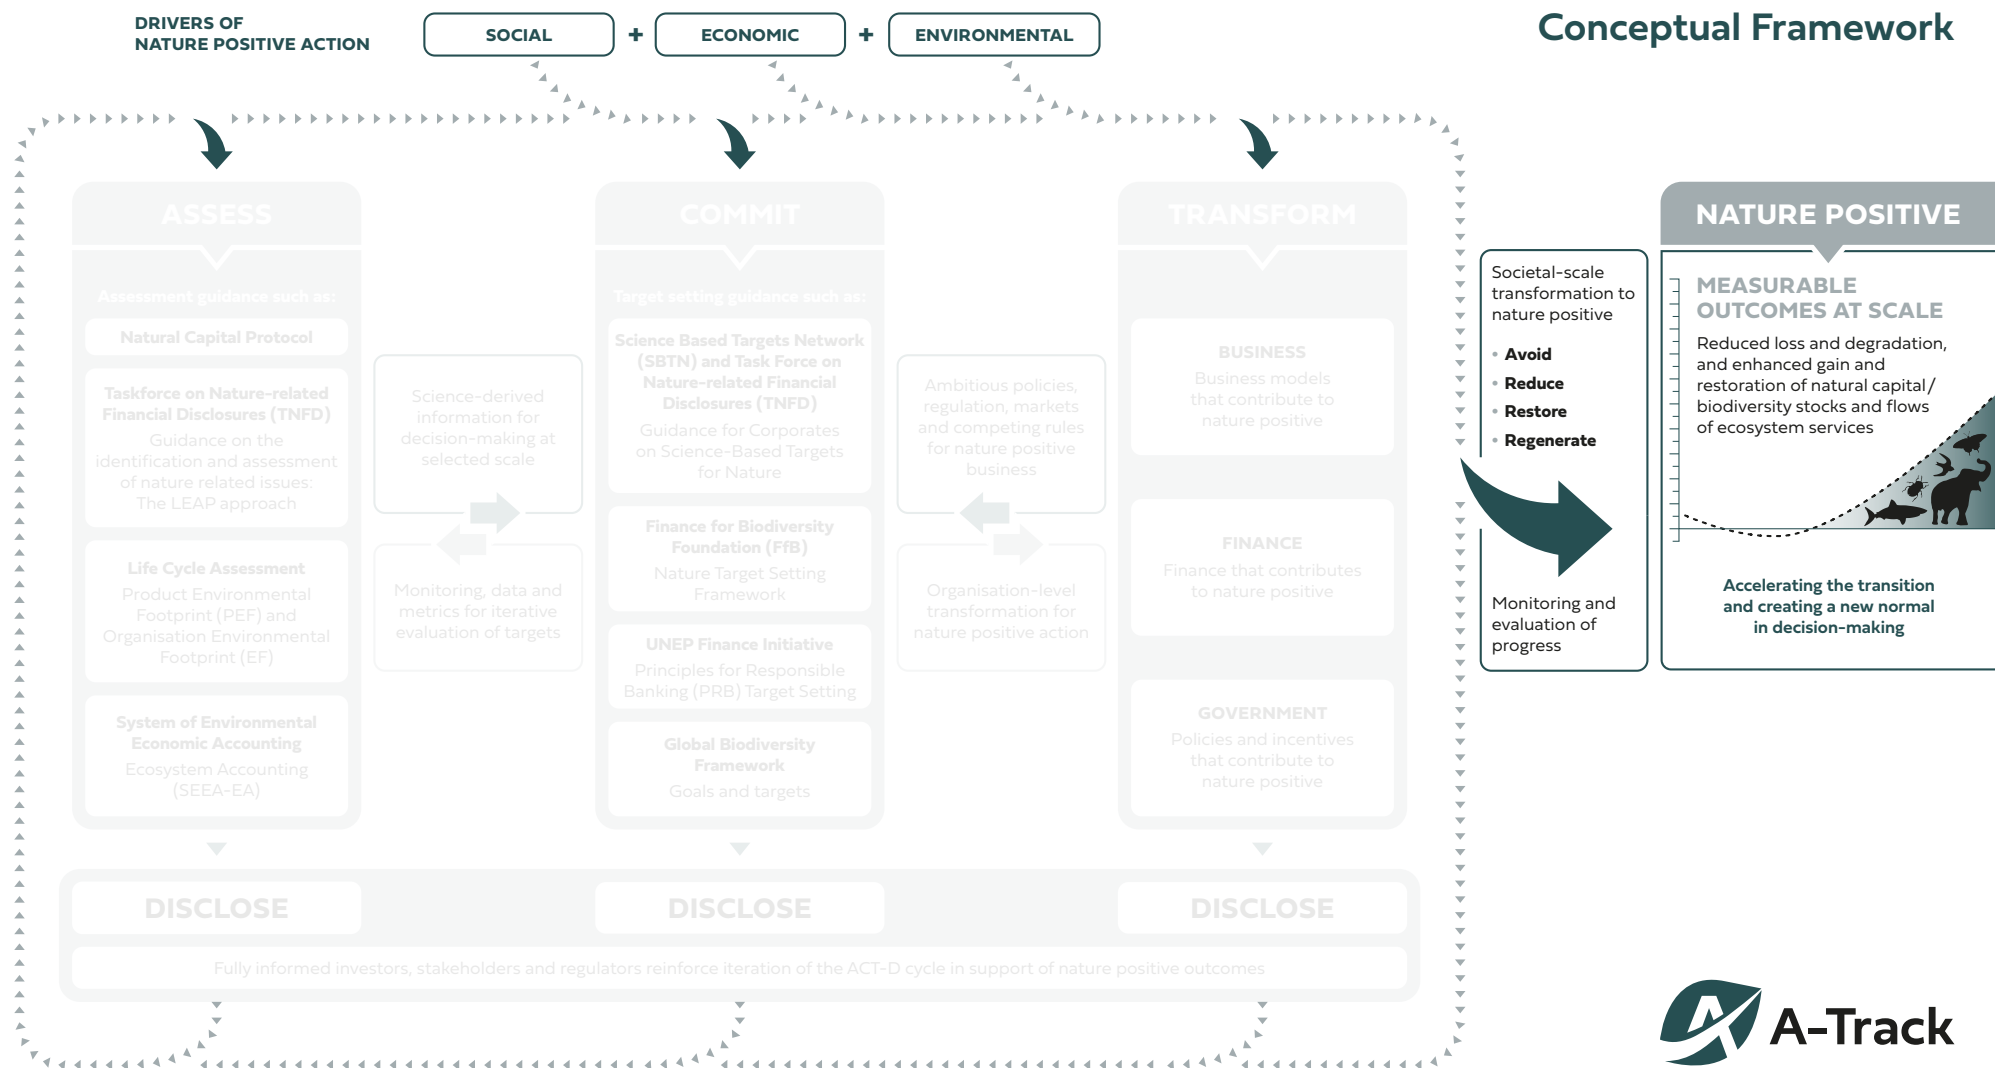 DRIVERS OF
NATURE POSITIVE ACTION
SOCIAL
+
ECONOMIC
+
ENVIRONMENTAL
Conceptual Framework
ASSESS
Assessment guidance such as:
Natural Capital Protocol
Taskforce on Nature-related
Financial Disclosures (TNFD)
Guidance on the
identification and assessment
of nature related issues:
The LEAP approach
Life Cycle Assessment
Product Environmental
Footprint (PEF) and
Organisation Environmental
Footprint (EF)
System of Environmental
Economic Accounting
Ecosystem Accounting
(SEEA-EA)
Science-derived
information for
decision-making at
selected scale
Monitoring, data and
metrics for iterative
evaluation of targets
COMMIT
Target setting guidance such as:
Science Based Targets Network
(SBTN) and Task Force on
Nature-related Financial
Disclosures (TNFD)
Guidance for Corporates
on Science-Based Targets
for Nature
Finance for Biodiversity
Foundation (FfB)
Nature Target Setting
Framework
UNEP Finance Initiative
Principles for Responsible
Banking (PRB) Target Setting
Global Biodiversity
Framework
Goals and targets
Ambitious policies,
regulation, markets
and competing rules
for nature positive
business
Organisation-level
transformation for
nature positive action
TRANSFORM
BUSINESS
Business models
that contribute to
nature positive
FINANCE
Finance that contributes
to nature positive
GOVERNMENT
Policies and incentives
that contribute to
nature positive
Societal-scale
transformation to
nature positive
• Avoid
• Reduce
• Restore
• Regenerate
Monitoring and
evaluation of
progress
NATURE POSITIVE
MEASURABLE
OUTCOMES AT SCALE
Reduced loss and degradation,
and enhanced gain and
restoration of natural capital/
biodiversity stocks and flows
of ecosystem services
Accelerating the transition
and creating a new normal
in decision-making
DISCLOSE
DISCLOSE
DISCLOSE
Fully informed investors, stakeholders and regulators reinforce iteration of the ACT-D cycle in support of nature positive outcomes
A-Track